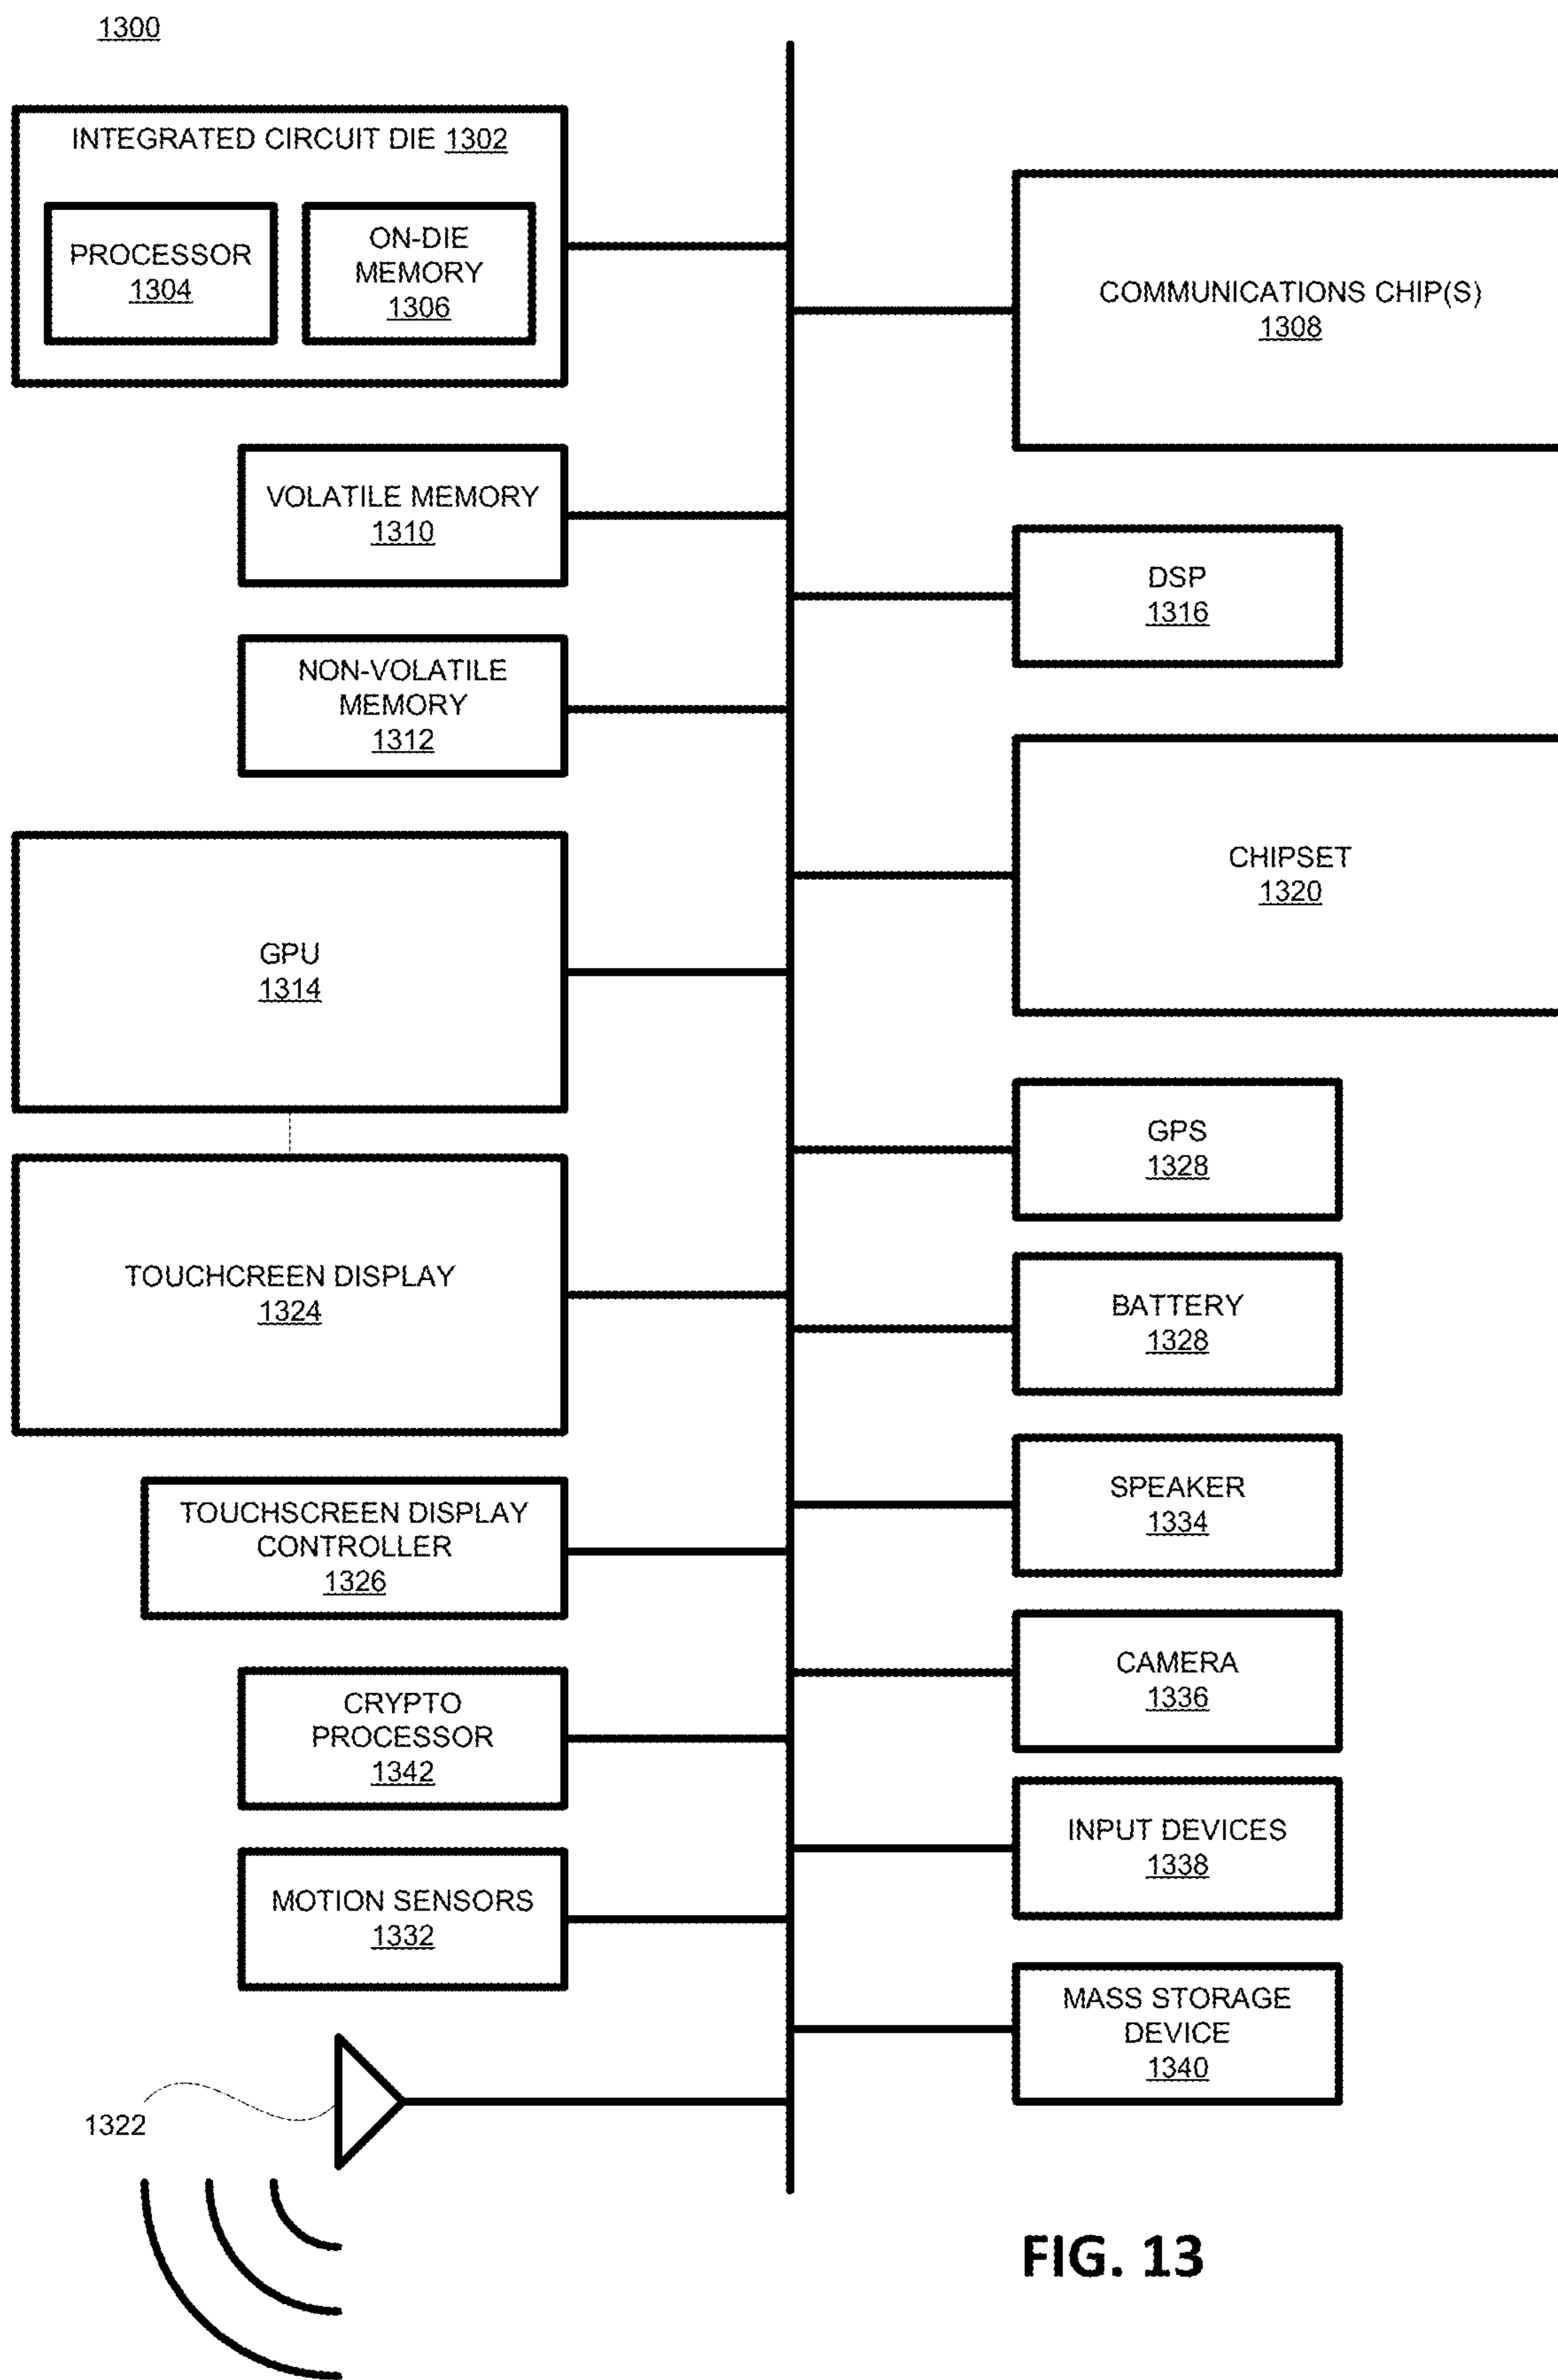 1300
INTEGRATED CIRCUIT DIE 1302
PROCESSOR
1304
ON-DIE
MEMORY
1306
COMMUNICATIONS CHIP(S)
1308
VOLATILE MEMORY
1310
DSP
1316
NON-VOLATILE
MEMORY
1312
CHIPSET
1320
GPU
1314
GPS
1328
TOUCHCREEN DISPLAY
1324
BATTERY
1328
SPEAKER
1334
TOUCHSCREEN DISPLAY
CONTROLLER
1326
CAMERA
1336
CRYPTO
PROCESSOR
1342
INPUT DEVICES
1338
MOTION SENSORS
1332
MASS STORAGE
DEVICE
1340
1322
FIG. 13